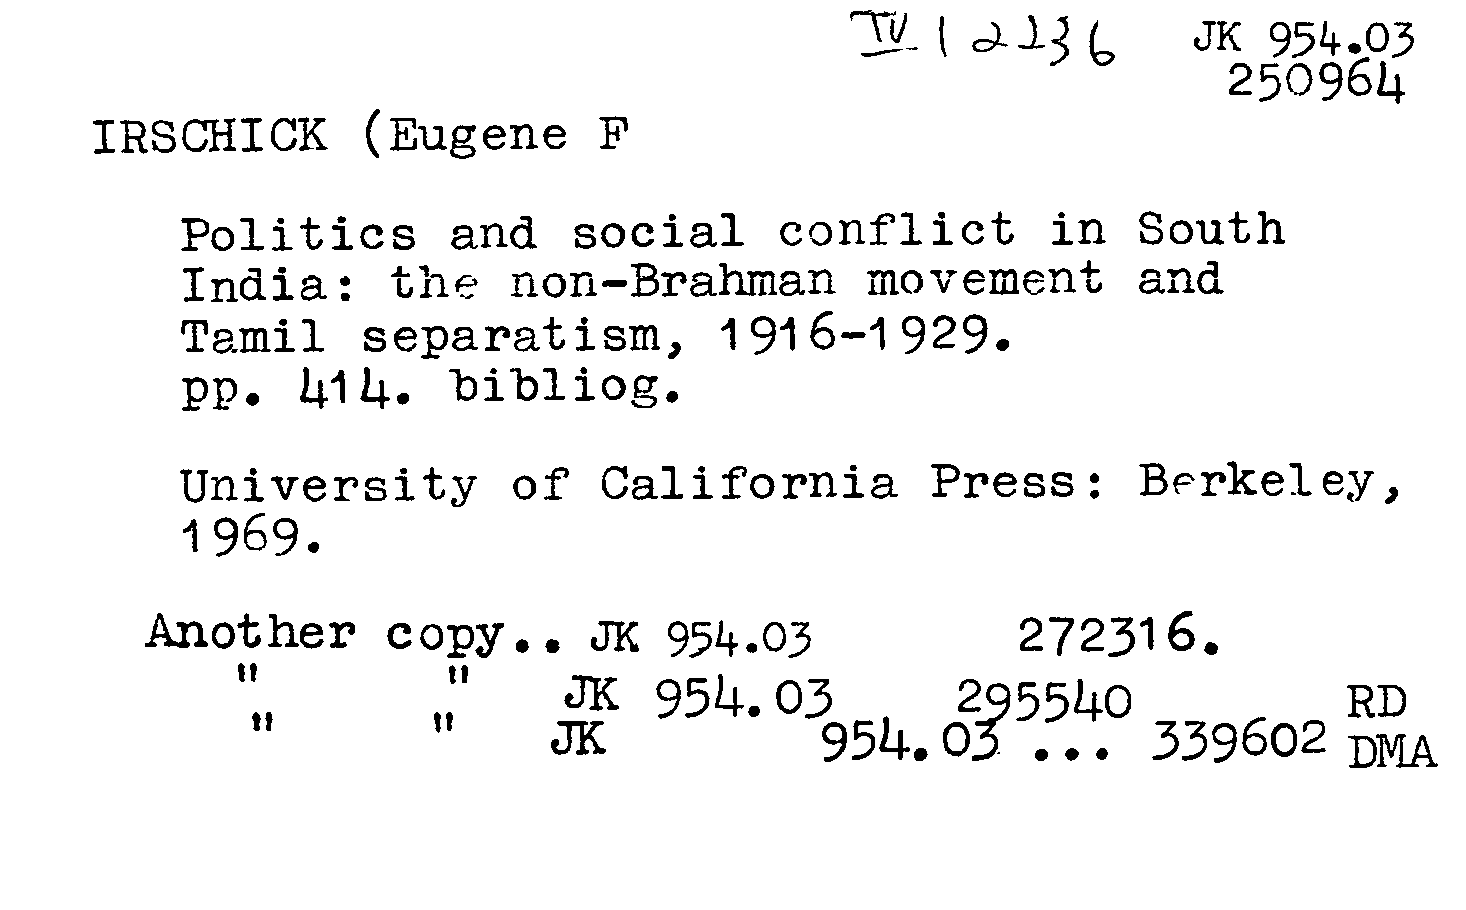 IV 12236 JK 954.03
250964
IRSCHICK (Eugene F
Politics and social conflict in South
India: the non-Brahman movement and
Tamil separatism, 1916-1929.
pp. 414. bibliog.
University of California Press: Berkeley,
1969.
Another copy.. JK 954.03 272316.
" " JK 954.03 295540 RD
" " JK 954.03 ... 339602 DMA